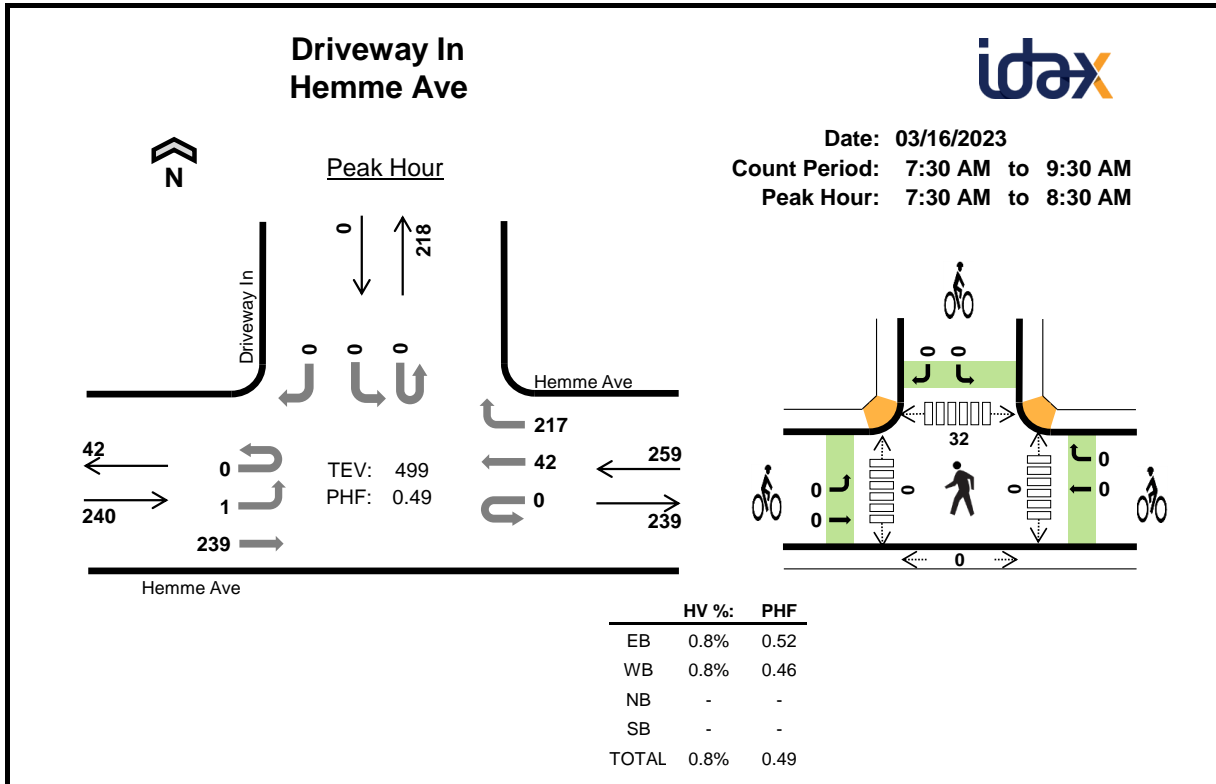 Driveway In
Hemme Ave
idax
Date: 03/16/2023
Count Period: 7:30 AM to 9:30 AM
Peak Hour: 7:30 AM to 8:30 AM
N
Peak Hour
0
218
Driveway In
0 0 0
Hemme Ave
217
42
0
259
239
42
240
0
1
239
TEV: 499
PHF: 0.49
Hemme Ave
0 0
32
0
0
0
0
0
0
0
HV %: PHF
EB 0.8% 0.52
WB 0.8% 0.46
NB - -
SB - -
TOTAL 0.8% 0.49